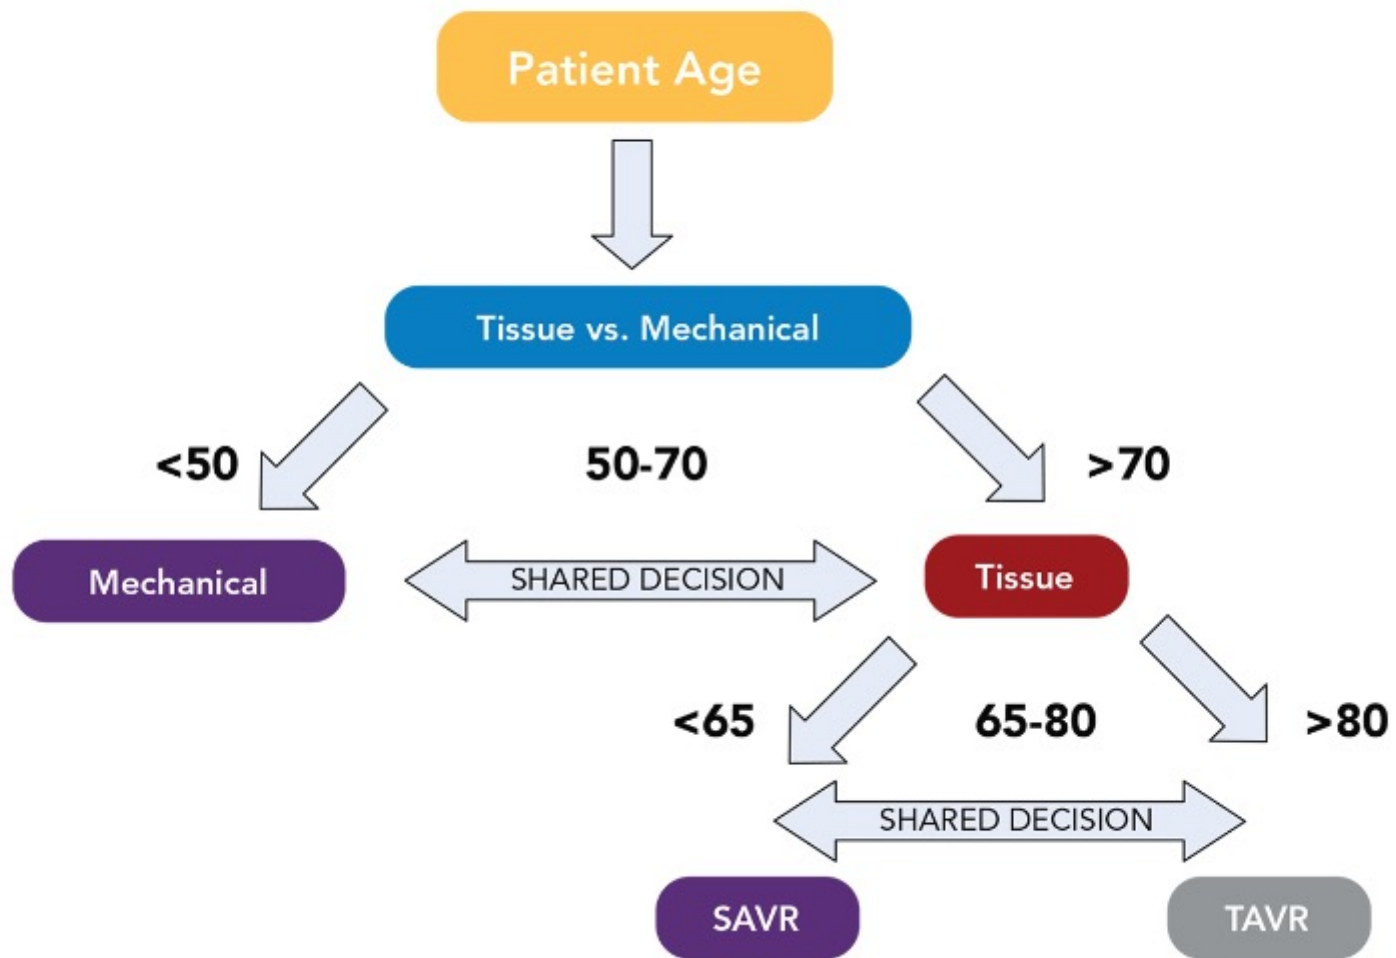 Patient Age
Tissue vs. Mechanical
<50
50-70
>70
Mechanical
SHARED DECISION
Tissue
<65
65-80
>80
SHARED DECISION
SAVR
TAVR